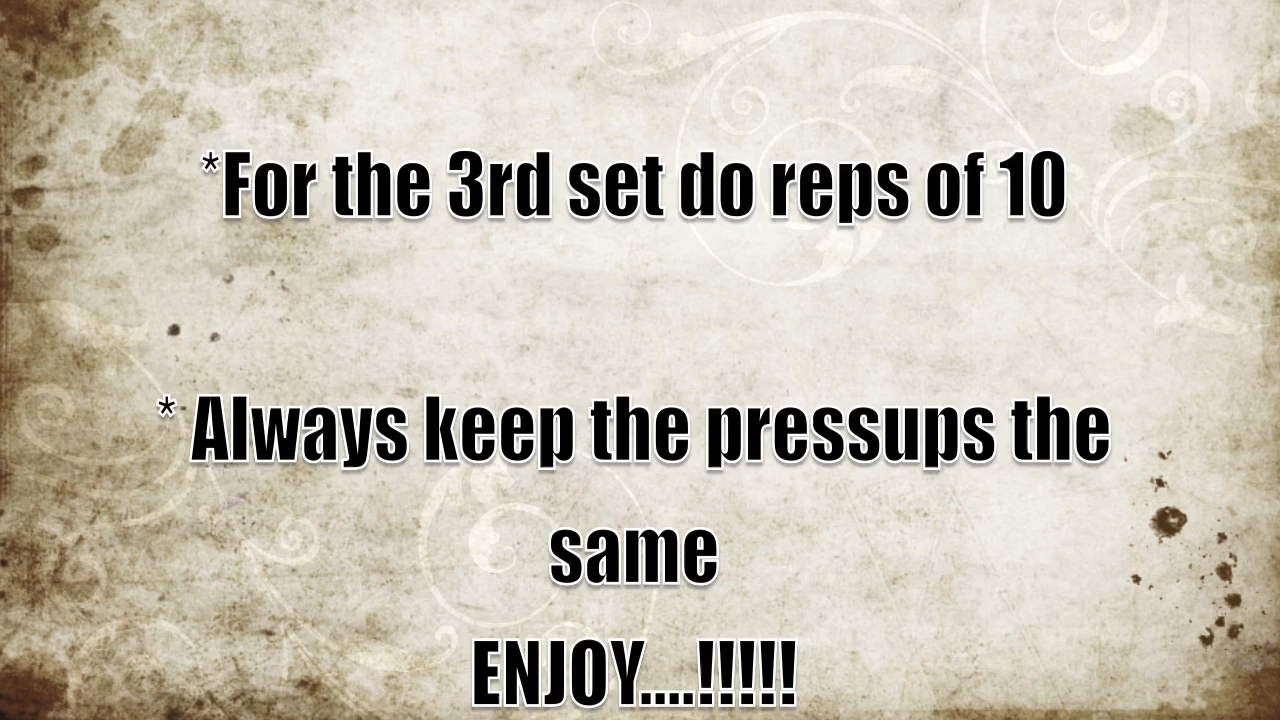 *For the 3rd set do reps of 10
* Always keep the pressups the
same
ENJOY....!!!!!